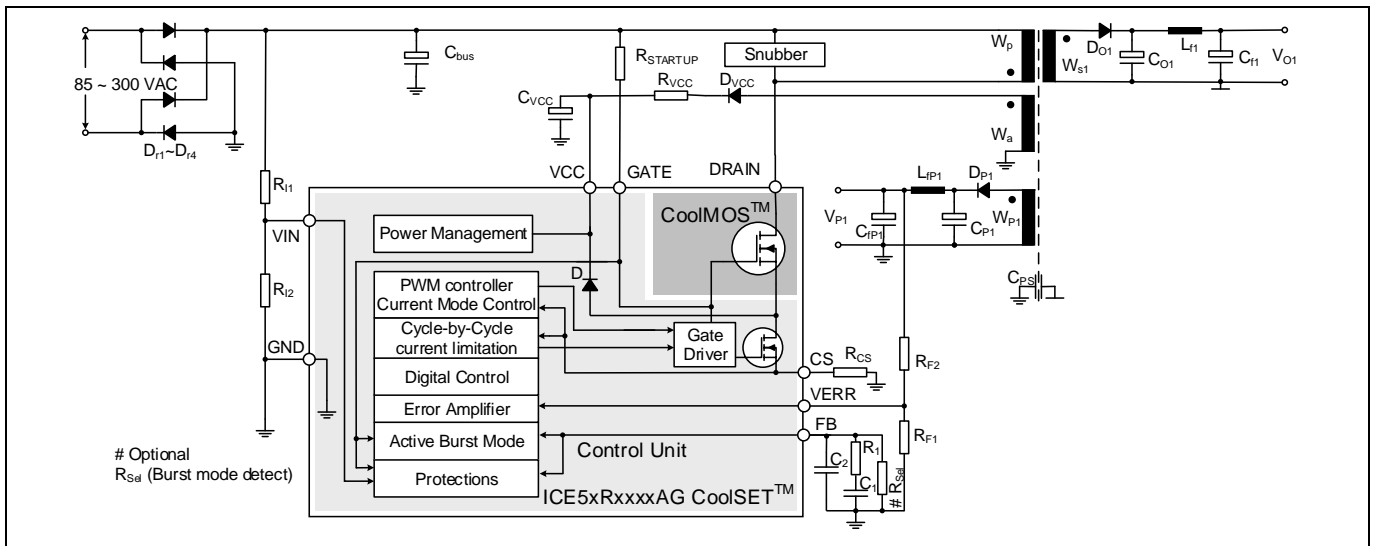 85 ~ 300 VAC
Dr1~Dr4
Cbus
RSTARTUP
Snubber
Wp
Ws1
DO1
CO1
Lf1
Cf1
VO1
CVCC
RVCC
DVCC
Wa
RI1
VCC
GATE
DRAIN
LfP1
DP1
VP1
CfP1
CP1
WP1
CPS
VIN
CoolMOS™
Power Management
D
RI2
PWM controller
Current Mode Control
Cycle-by-Cycle
current limitation
Gate
Driver
GND
CS
RCS
RF2
Digital Control
VERR
Error Amplifier
FB
RF1
Active Burst Mode
Control Unit
Protections
C2
R1
C1
# RSel
# Optional
RSel (Burst mode detect)
ICE5xRxxxxAG CoolSET™